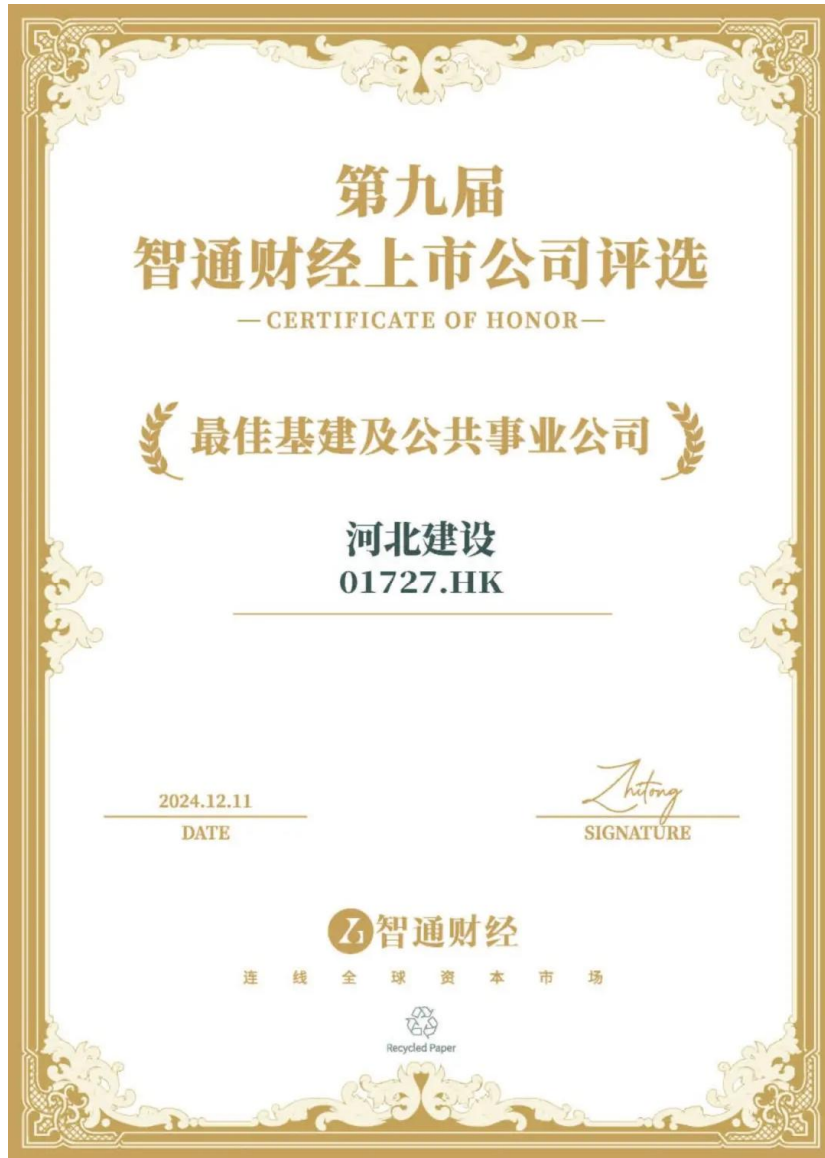 第九届
智通财经上市公司评选
—CERTIFICATE OF HONOR—
最佳基建及公共事业公司
河北建设
01727.HK
2024.12.11
DATE
Zhitong
SIGNATURE
智通财经
连线全球资本市场
Recycled Paper